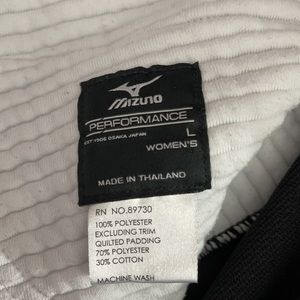 mizuno
PERFORMANCE
EST 1906 OSAKA JAPAN
L
WOMEN'S
MADE IN THAILAND
RN NO.89730
100% POLYESTER
EXCLUDING TRIM
QUILTED PADDING
70% POLYESTER
30% COTTON
MACHINE WASH